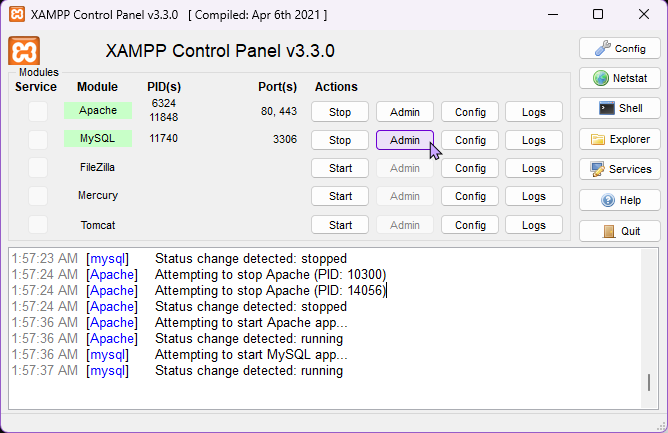 XAMPP Control Panel v3.3.0 [ Compiled: Apr 6th 2021 ]
XAMPP Control Panel v3.3.0
Config
Modules
Service Module PID(s) Port(s) Actions
Netstat
Apache 6324 11848 80, 443 Stop Admin Config Logs
Shell
MySQL 11740 3306 Stop Admin Config Logs
Explorer
FileZilla Start Admin Config Logs
Services
Mercury Start Admin Config Logs
Help
Tomcat Start Admin Config Logs
Quit
1:57:23 AM [mysql] Status change detected: stopped
1:57:24 AM [Apache] Attempting to stop Apache (PID: 10300)
1:57:24 AM [Apache] Attempting to stop Apache (PID: 14056)
1:57:24 AM [Apache] Status change detected: stopped
1:57:36 AM [Apache] Attempting to start Apache app...
1:57:36 AM [Apache] Status change detected: running
1:57:36 AM [mysql] Attempting to start MySQL app...
1:57:37 AM [mysql] Status change detected: running